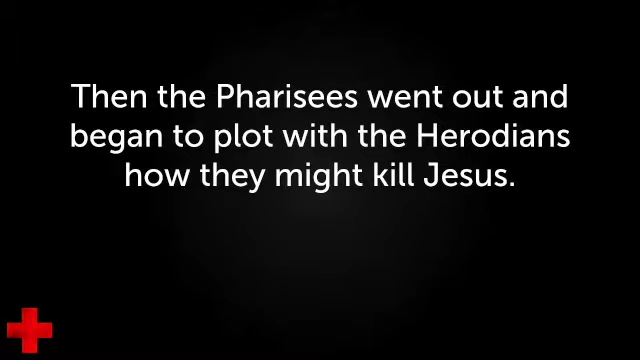 Then the Pharisees went out and
began to plot with the Herodians
how they might kill Jesus.